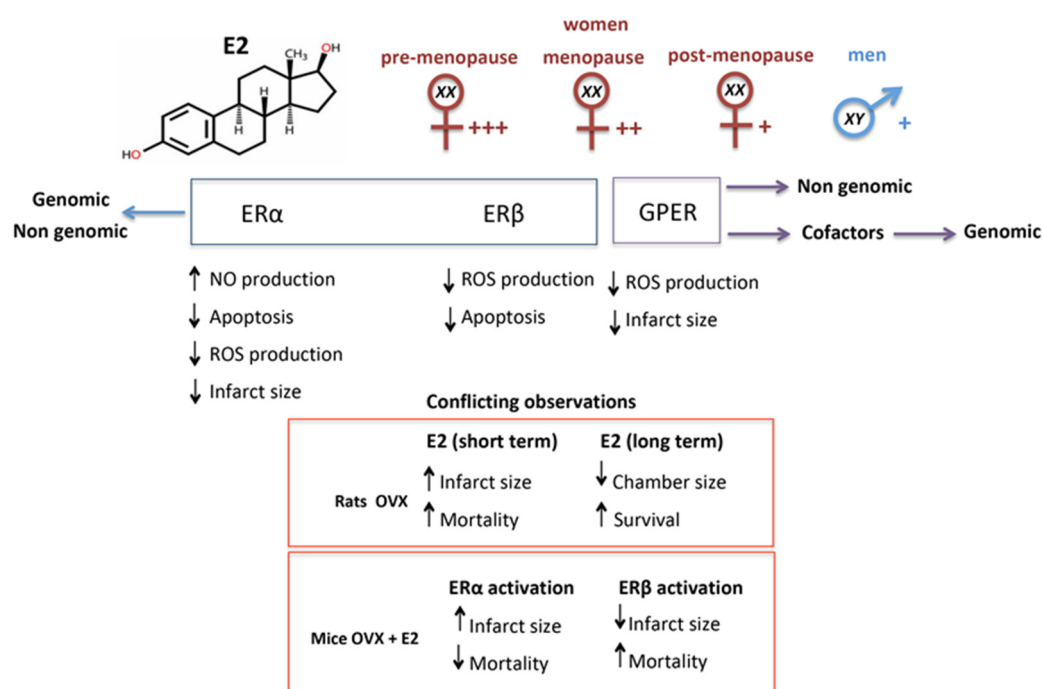 women
E2
pre-menopause menopause post-menopause men
CH₃ OH
H
H H
HO
XX +++ XX ++ XX + XY +
Genomic
Non genomic
ERα ERβ GPER
Non genomic
Cofactors Genomic
↑ NO production
↓ Apoptosis
↓ ROS production
↓ Infarct size
↓ ROS production
↓ Apoptosis
↓ ROS production
↓ Infarct size
Conflicting observations
E2 (short term) E2 (long term)
Rats OVX
↑ Infarct size ↓ Chamber size
↑ Mortality ↑ Survival
ERα activation ERβ activation
Mice OVX + E2
↑ Infarct size ↓ Infarct size
↓ Mortality ↑ Mortality